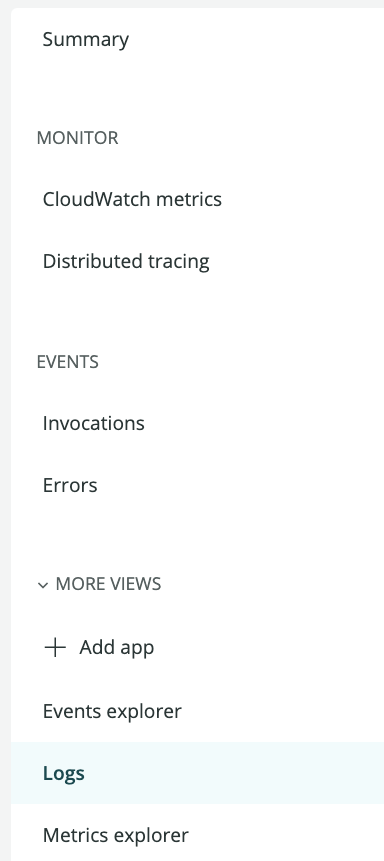 Summary
MONITOR
CloudWatch metrics
Distributed tracing
EVENTS
Invocations
Errors
MORE VIEWS
Add app
Events explorer
Logs
Metrics explorer